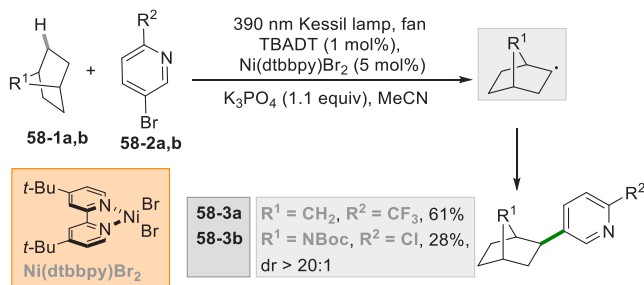 H
R1
+
R2
N
Br
58-1a,b
58-2a,b
390 nm Kessil lamp, fan
TBADT (1 mol%),
Ni(dtbbpy)Br2 (5 mol%)
K3PO4 (1.1 equiv), MeCN
R1
•
t-Bu
N
Br
Ni
N
Br
t-Bu
Ni(dtbbpy)Br2
58-3a R1 = CH2, R2 = CF3, 61%
58-3b R1 = NBoc, R2 = Cl, 28%,
dr > 20:1
R1
R2
N